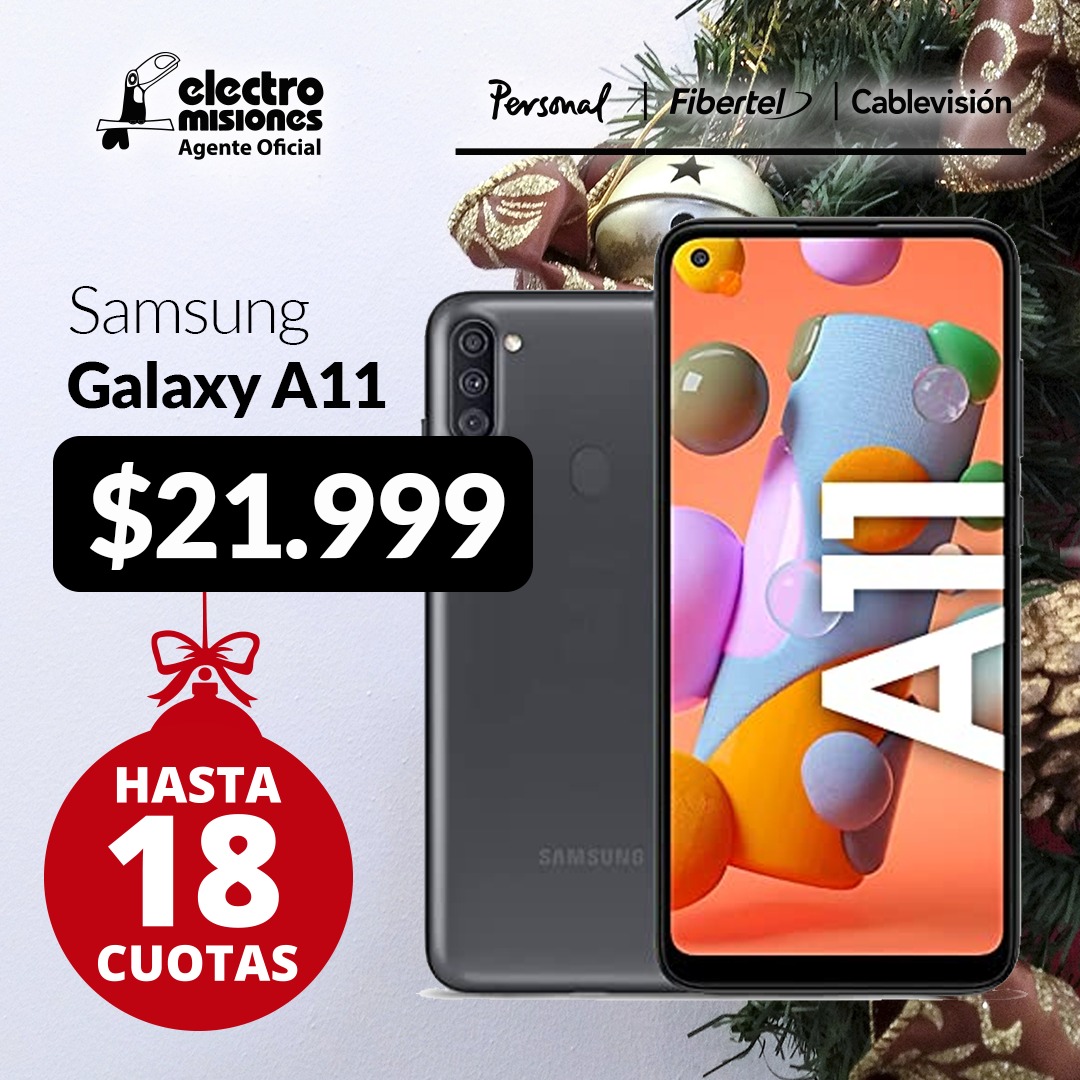 electro
misiones
Agente Oficial
Personal | Fibertel | Cablevisión
Samsung
Galaxy A11
$21.999
HASTA
18
CUOTAS
SAMSUNG
A11